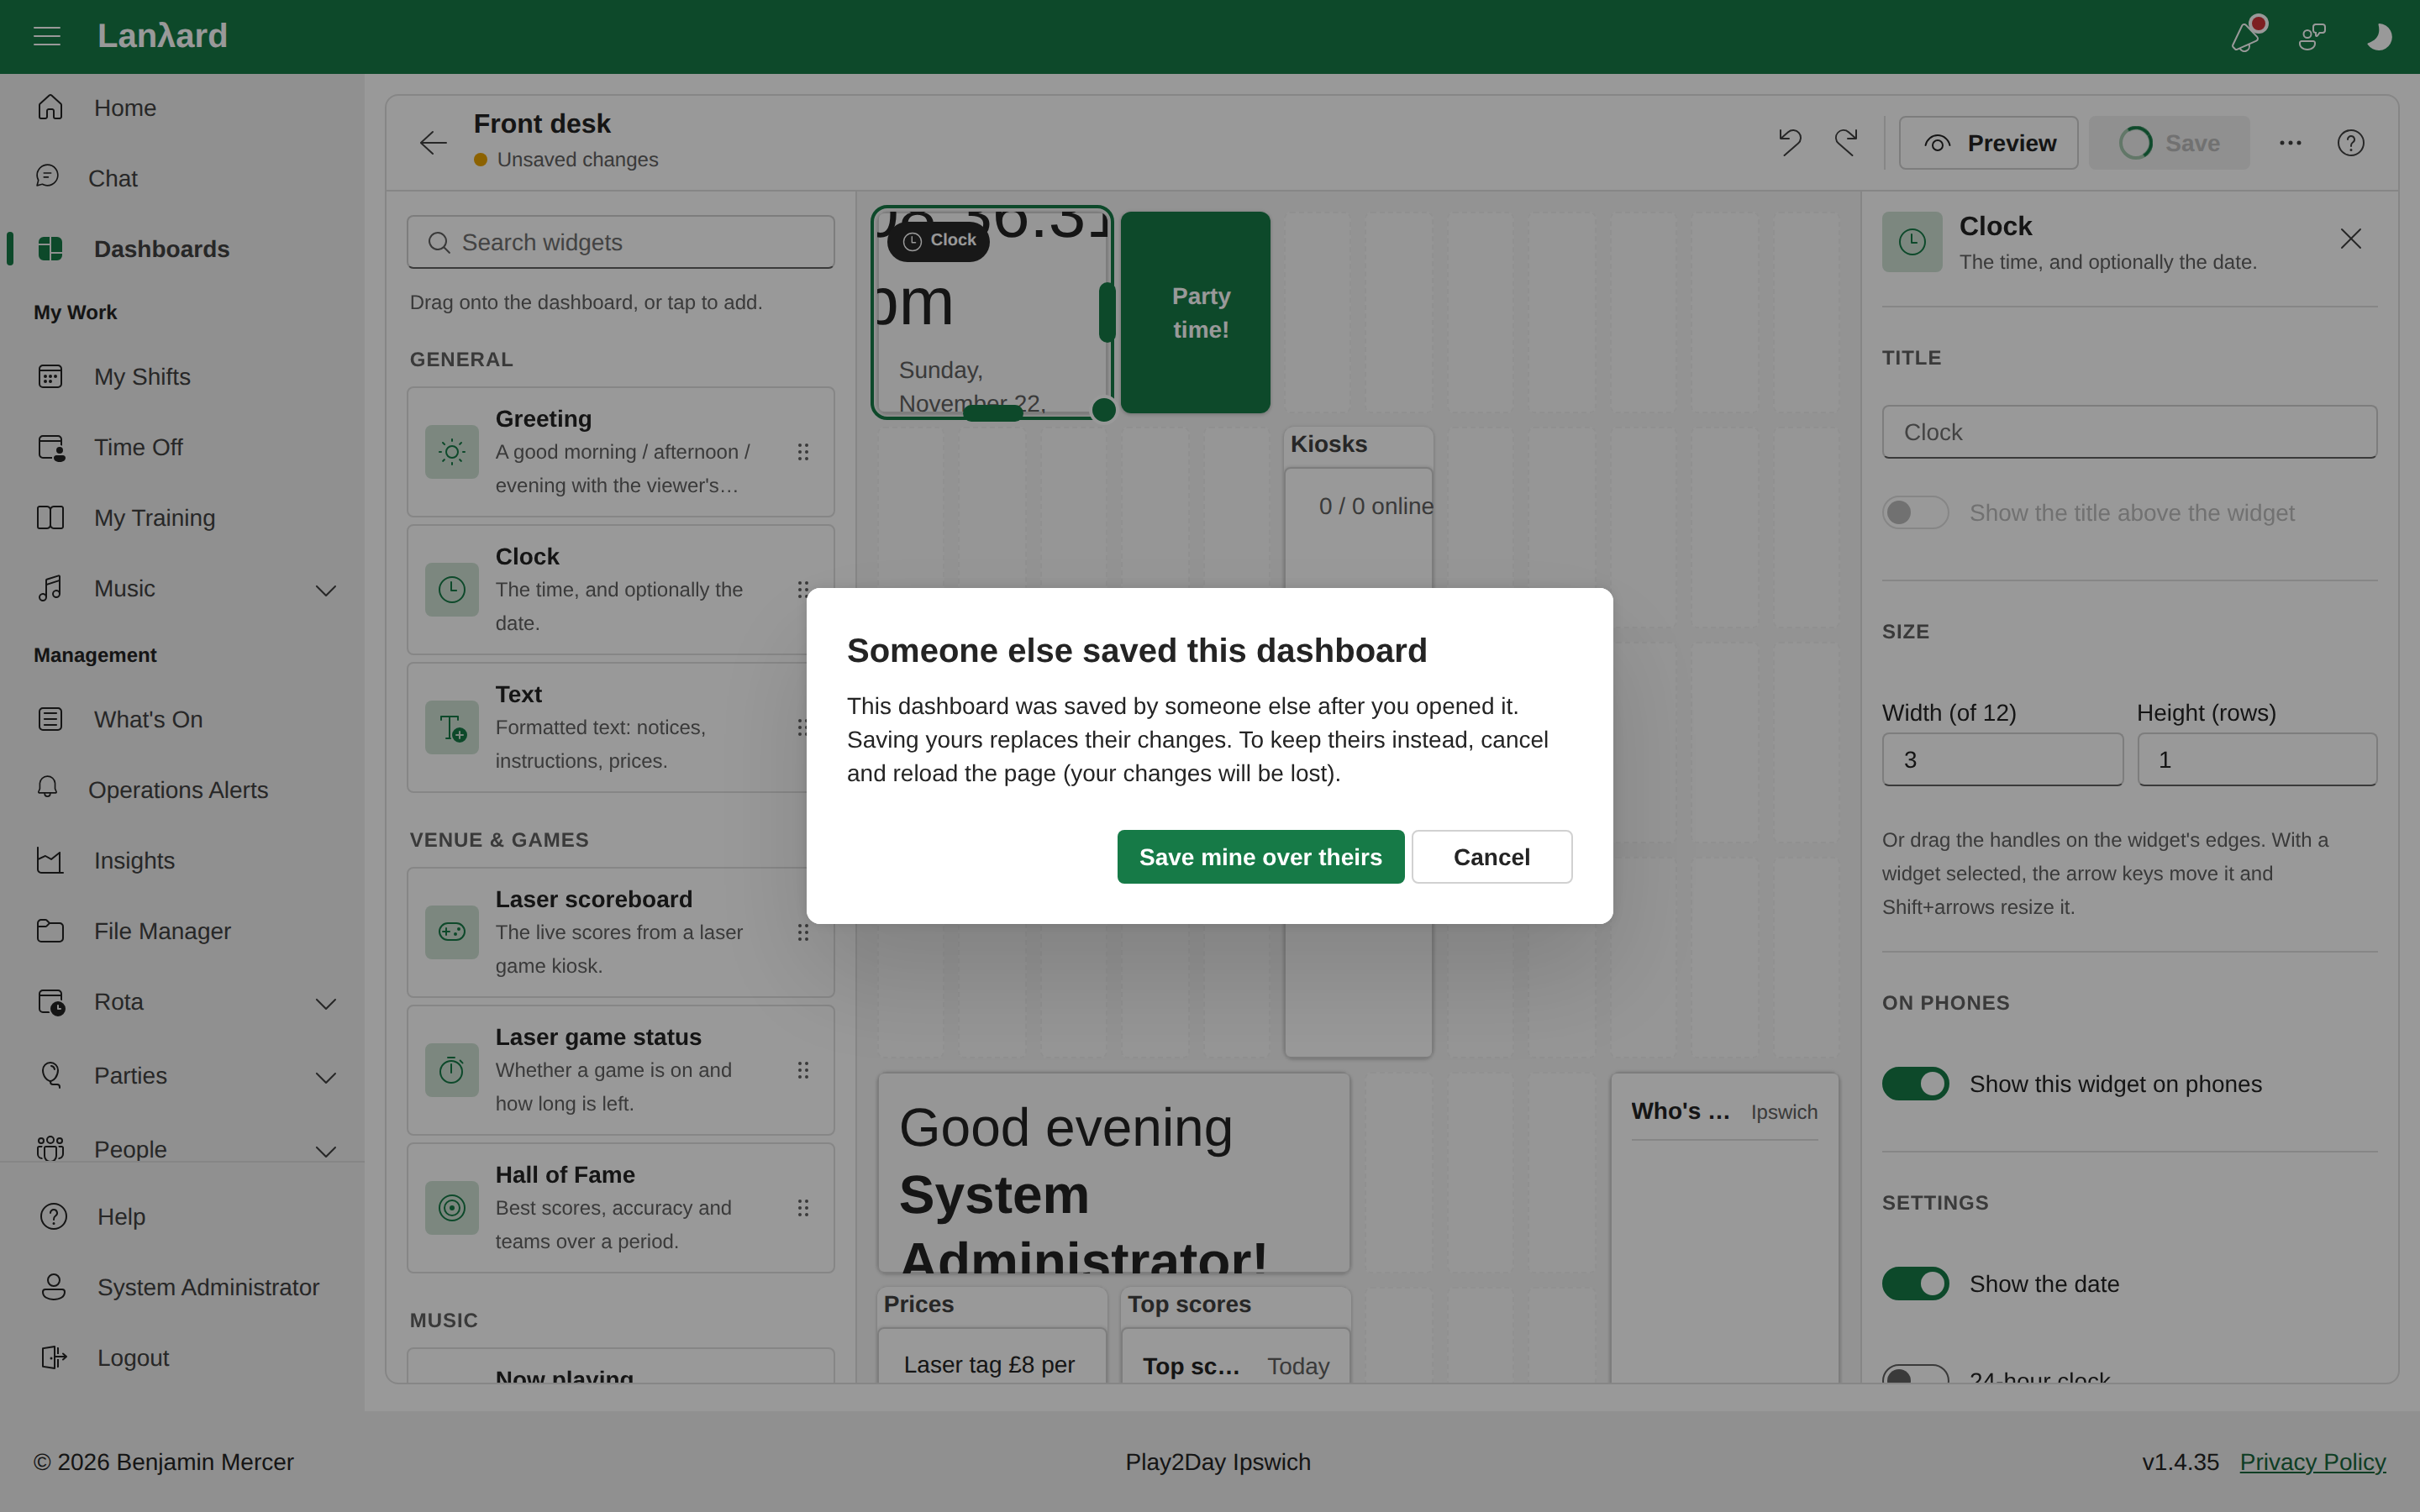 Lanλard
Home
Chat
Dashboards
My Work
My Shifts
Time Off
My Training
Music
Management
What's On
Operations Alerts
Insights
File Manager
Rota
Parties
People
Help
System Administrator
Logout
Front desk
Unsaved changes
Preview
Save
Search widgets
Drag onto the dashboard, or tap to add.
GENERAL
Greeting
A good morning / afternoon /
evening with the viewer's…
Clock
The time, and optionally the
date.
Text
Formatted text: notices,
instructions, prices.
VENUE & GAMES
Laser scoreboard
The live scores from a laser
game kiosk.
Laser game status
Whether a game is on and
how long is left.
Hall of Fame
Best scores, accuracy and
teams over a period.
MUSIC
Now playing
Clock
pm
Sunday,
November 22,
Party
time!
Kiosks
0 / 0 online
Someone else saved this dashboard
This dashboard was saved by someone else after you opened it.
Saving yours replaces their changes. To keep theirs instead, cancel
and reload the page (your changes will be lost).
Save mine over theirs
Cancel
Good evening
System
Administrator!
Who's …
Ipswich
Prices
Laser tag £8 per
Top scores
Top sc…
Today
Clock
The time, and optionally the date.
TITLE
Clock
Show the title above the widget
SIZE
Width (of 12)
Height (rows)
3
1
Or drag the handles on the widget's edges. With a
widget selected, the arrow keys move it and
Shift+arrows resize it.
ON PHONES
Show this widget on phones
SETTINGS
Show the date
24-hour clock
© 2026 Benjamin Mercer
Play2Day Ipswich
v1.4.35
Privacy Policy